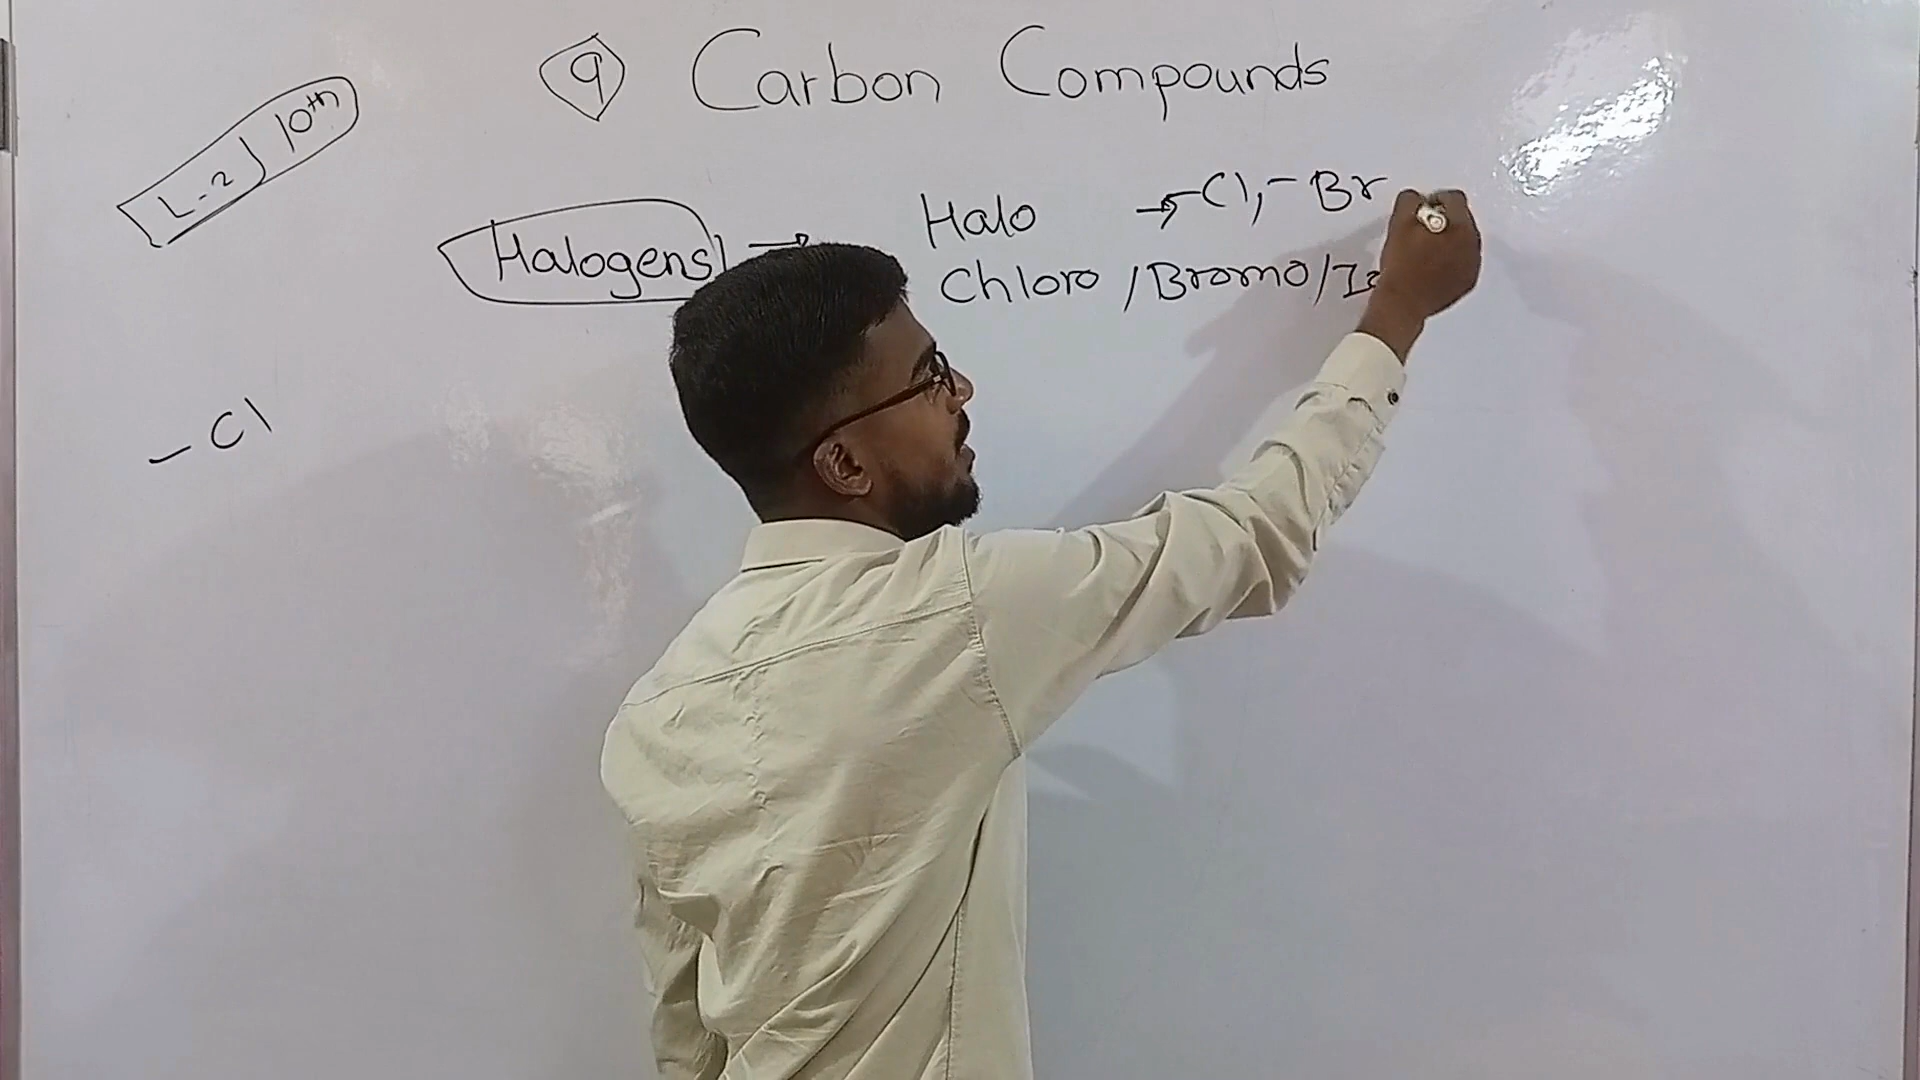 9 Carbon Compounds
L-2 10th
Halogens → Halo → -Cl, -Br
Chloro / Bromo /
-Cl